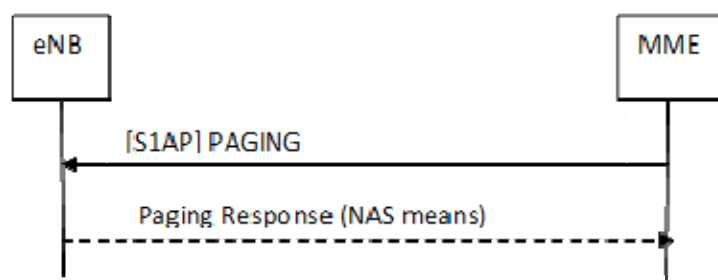 eNB
MME
[S1AP] PAGING
Paging Response (NAS means)